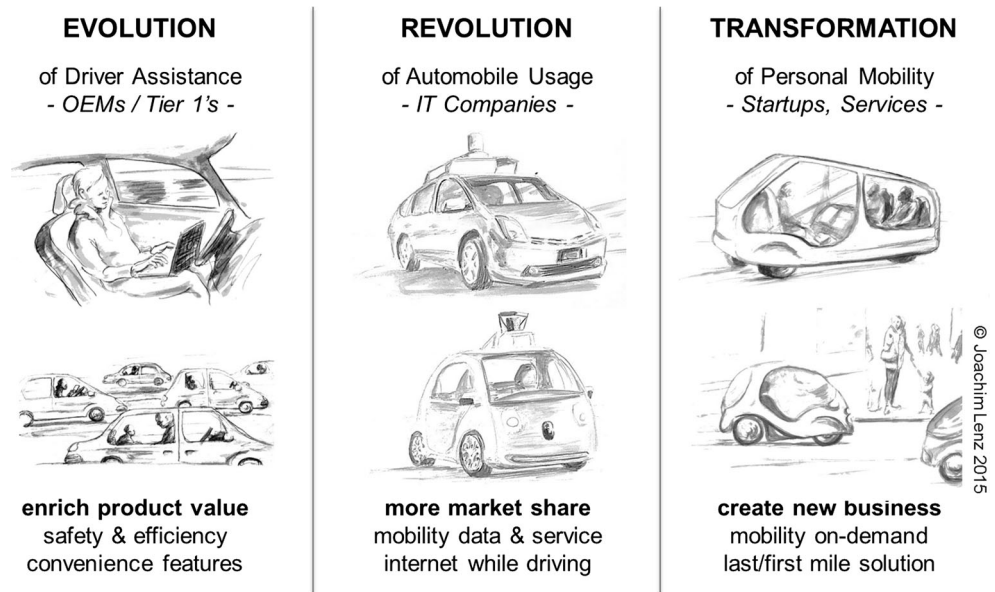 EVOLUTION
of Driver Assistance
- OEMs / Tier 1's -
enrich product value
safety & efficiency
convenience features
REVOLUTION
of Automobile Usage
- IT Companies -
more market share
mobility data & service
internet while driving
TRANSFORMATION
of Personal Mobility
- Startups, Services -
create new business
mobility on-demand
last/first mile solution
© Joachim Lenz 2015